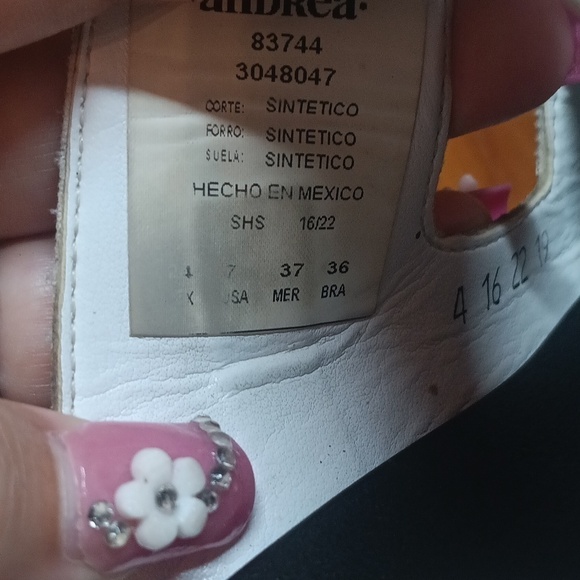 andrea.
83744
3048047
CORTE: SINTETICO
FORRO: SINTETICO
SUELA: SINTETICO
HECHO EN MEXICO
SHS 16/22
7 37 36
MER BRA
4 16 22 19